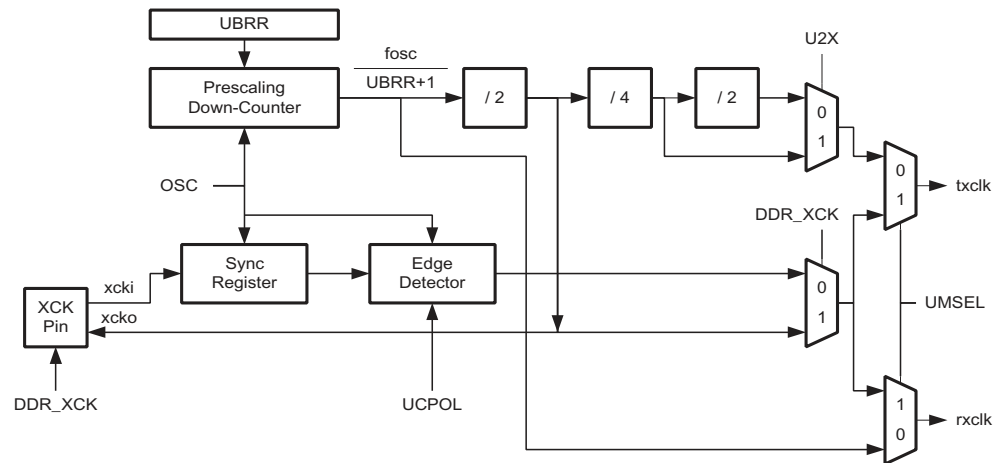 UBRR
fosc
U2X
Prescaling
Down-Counter
UBRR+1
/ 2
/ 4
/ 2
0
1
OSC
0
1
txclk
DDR_XCK
Sync
Register
Edge
Detector
xcki
0
1
UMSEL
XCK
Pin
xcko
DDR_XCK
UCPOL
1
0
rxclk